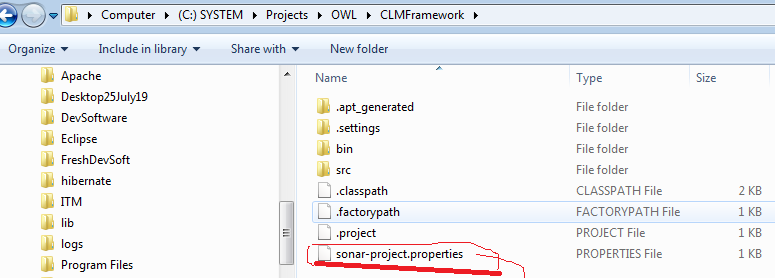 Computer ▸ (C:) SYSTEM ▸ Projects ▸ OWL ▸ CLMFramework ▸
Organize ▾ Include in library ▾ Share with ▾ New folder
Apache
Desktop25July19
DevSoftware
Eclipse
FreshDevSoft
hibernate
ITM
lib
logs
Program Files
Name Type Size
.apt_generated File folder
.settings File folder
bin File folder
src File folder
.classpath CLASSPATH File 2 KB
.factorypath FACTORYPATH File 1 KB
.project PROJECT File 1 KB
sonar-project.properties PROPERTIES File 1 KB